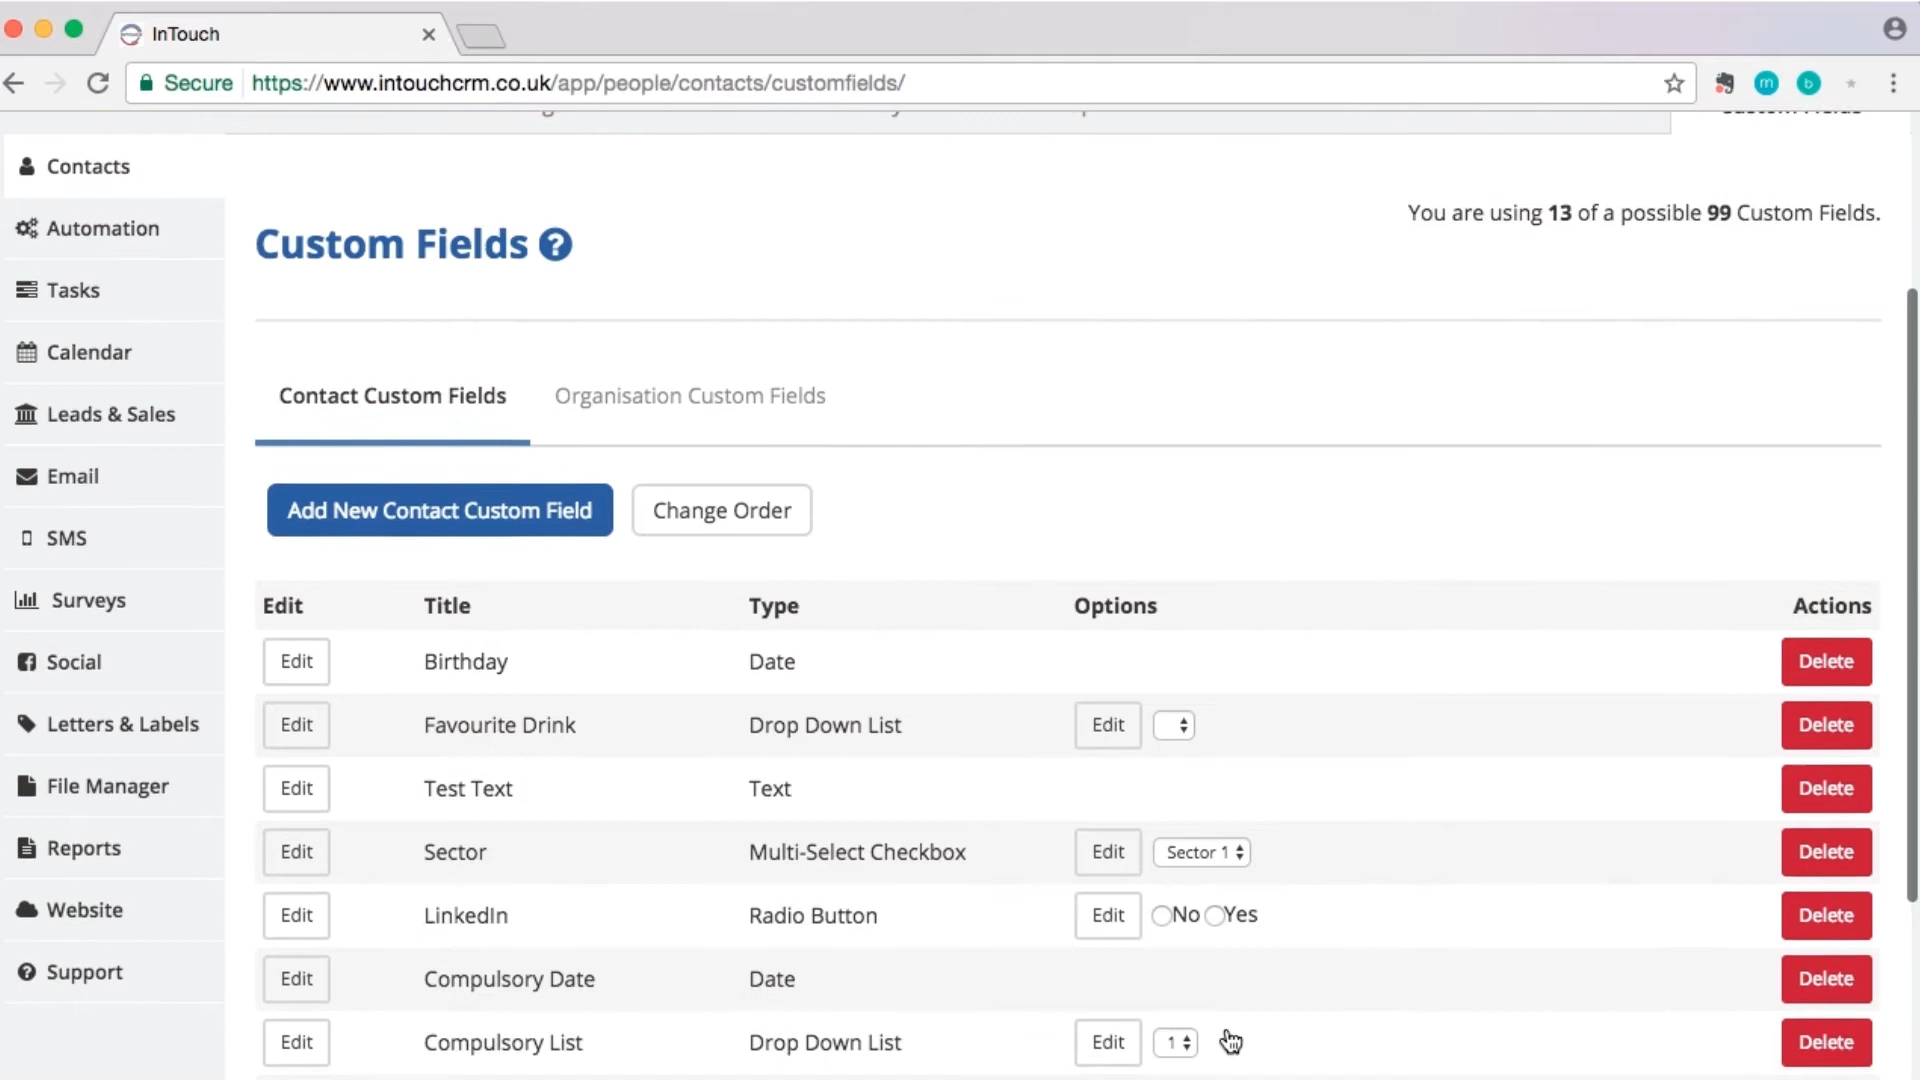 InTouch
Secure https://www.intouchcrm.co.uk/app/people/contacts/customfields/
m
b
Contacts
Automation
Tasks
Calendar
Leads & Sales
Email
SMS
Surveys
Social
Letters & Labels
File Manager
Reports
Website
Support
You are using 13 of a possible 99 Custom Fields.
Custom Fields ?
Contact Custom Fields Organisation Custom Fields
Add New Contact Custom Field Change Order
Edit Title Type Options Actions
Edit Birthday Date Delete
Edit Favourite Drink Drop Down List Edit Delete
Edit Test Text Text Delete
Edit Sector Multi-Select Checkbox Edit Sector 1 Delete
Edit LinkedIn Radio Button Edit No Yes Delete
Edit Compulsory Date Date Delete
Edit Compulsory List Drop Down List Edit 1 Delete